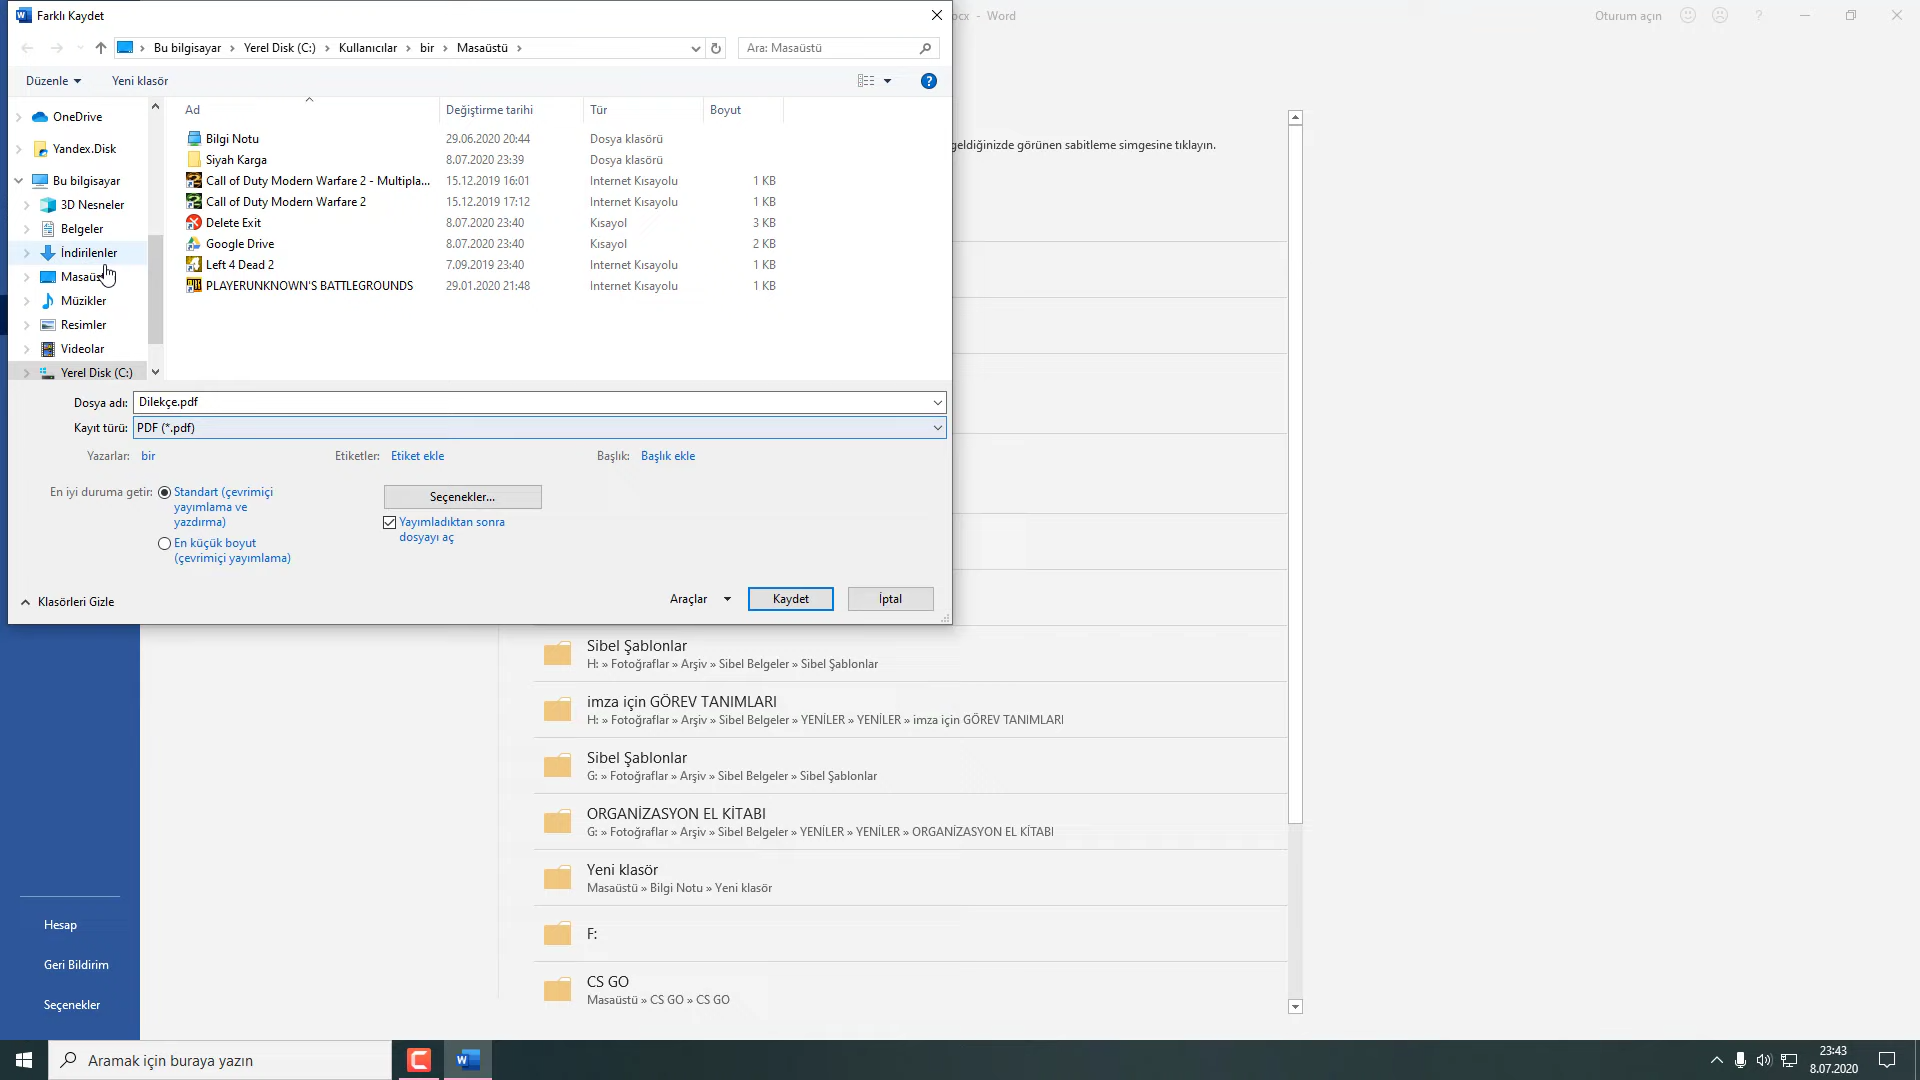 Farklı Kaydet
ocx - Word
Oturum açın
Bu bilgisayar > Yerel Disk (C:) > Kullanıcılar > bir > Masaüstü >
Ara: Masaüstü
Düzenle
Yeni klasör
OneDrive
Yandex.Disk
Bu bilgisayar
3D Nesneler
Belgeler
İndirilenler
Müzikler
Resimler
Videolar
Yerel Disk (C:)
Ad Değiştirme tarihi Tür Boyut
Bilgi Notu 29.06.2020 20:44 Dosya klasörü
Siyah Karga 8.07.2020 23:39 Dosya klasörü
Call of Duty Modern Warfare 2 - Multipla... 15.12.2019 16:01 Internet Kısayolu 1 KB
Call of Duty Modern Warfare 2 15.12.2019 17:12 Internet Kısayolu 1 KB
Delete Exit 8.07.2020 23:40 Kısayol 3 KB
Google Drive 8.07.2020 23:40 Kısayol 2 KB
Left 4 Dead 2 7.09.2019 23:40 Internet Kısayolu 1 KB
PLAYERUNKNOWN'S BATTLEGROUNDS 29.01.2020 21:48 Internet Kısayolu 1 KB
geldiğinizde görünen sabitleme simgesine tıklayın.
Dosya adı: Dilekçe.pdf
Kayıt türü: PDF (*.pdf)
Yazarlar: bir
Etiketler: Etiket ekle
Başlık: Başlık ekle
En iyi duruma getir:
Standart (çevrimiçi
yayımlama ve
yazdırma)
En küçük boyut
(çevrimiçi yayımlama)
Seçenekler...
Yayımladıktan sonra
dosyayı aç
Klasörleri Gizle
Araçlar
Kaydet
İptal
Sibel Şablonlar
H: » Fotoğraflar » Arşiv » Sibel Belgeler » Sibel Şablonlar
imza için GÖREV TANIMLARI
H: » Fotoğraflar » Arşiv » Sibel Belgeler » YENİLER » YENİLER » imza için GÖREV TANIMLARI
Sibel Şablonlar
G: » Fotoğraflar » Arşiv » Sibel Belgeler » Sibel Şablonlar
ORGANİZASYON EL KİTABI
G: » Fotoğraflar » Arşiv » Sibel Belgeler » YENİLER » YENİLER » ORGANİZASYON EL KİTABI
Yeni klasör
Masaüstü » Bilgi Notu » Yeni klasör
F:
CS GO
Masaüstü » CS GO » CS GO
Hesap
Geri Bildirim
Seçenekler
Aramak için buraya yazın
23:43
8.07.2020